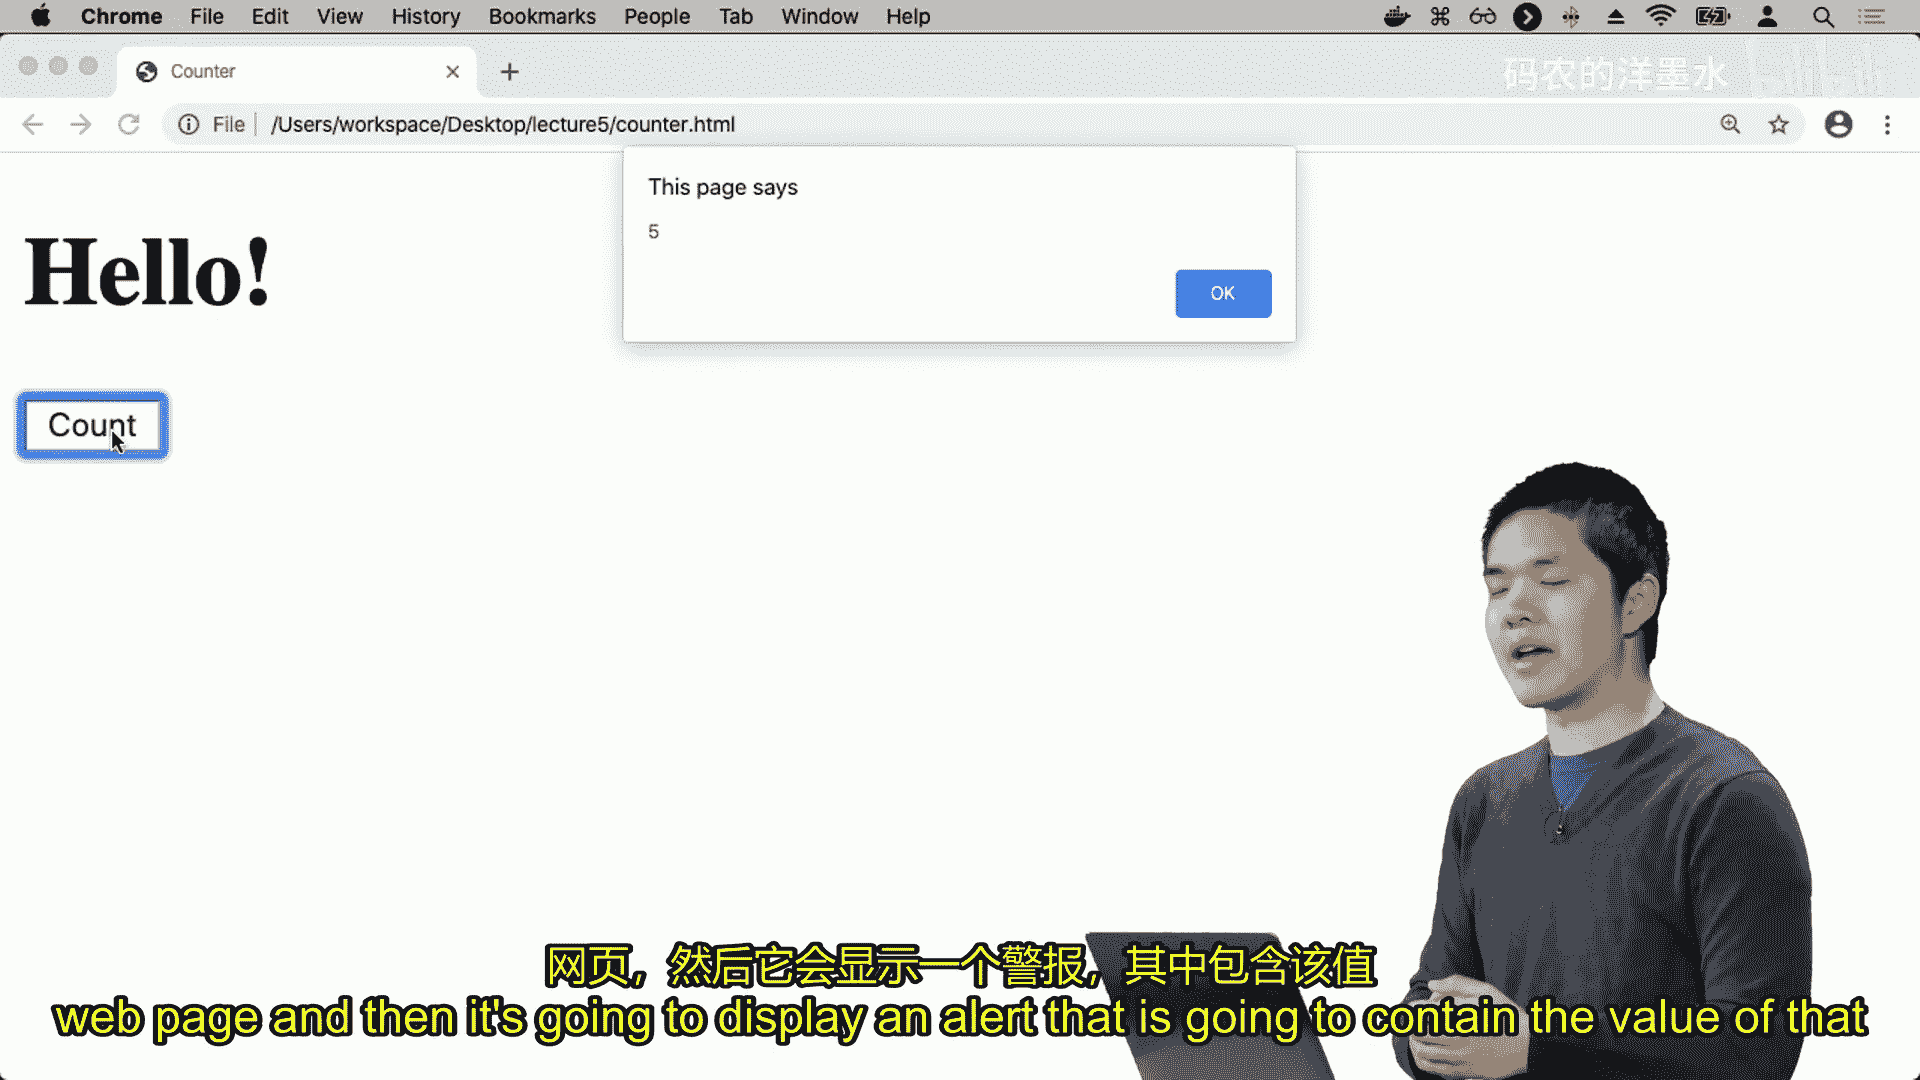 Chrome File Edit View History Bookmarks People Tab Window Help
Counter
码农的洋墨水
File /Users/workspace/Desktop/lecture5/counter.html
This page says
5
OK
Hello!
Count
网页，然后它会显示一个警报，其中包含该值
web page and then it's going to display an alert that is going to contain the value of that